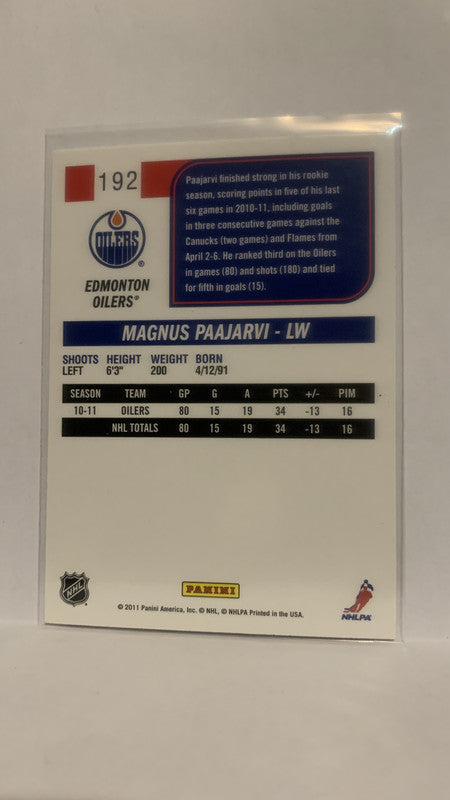 192
Paajarvi finished strong in his rookie
season, scoring points in five of his last
six games in 2010-11, including goals
in three consecutive games against the
Canucks (two games) and Flames from
April 2-6. He ranked third on the Oilers
in games (80) and shots (180) and tied
for fifth in goals (15).
OILERS
®
EDMONTON
OILERS®
MAGNUS PAAJARVI - LW
SHOOTS HEIGHT WEIGHT BORN
LEFT 6'3" 200 4/12/91
SEASON TEAM GP G A PTS +/- PIM
10-11 OILERS 80 15 19 34 -13 16
NHL TOTALS 80 15 19 34 -13 16
NHL
PANINI
© 2011 Panini America, Inc. © NHL, © NHLPA Printed in the USA.
NHLPA